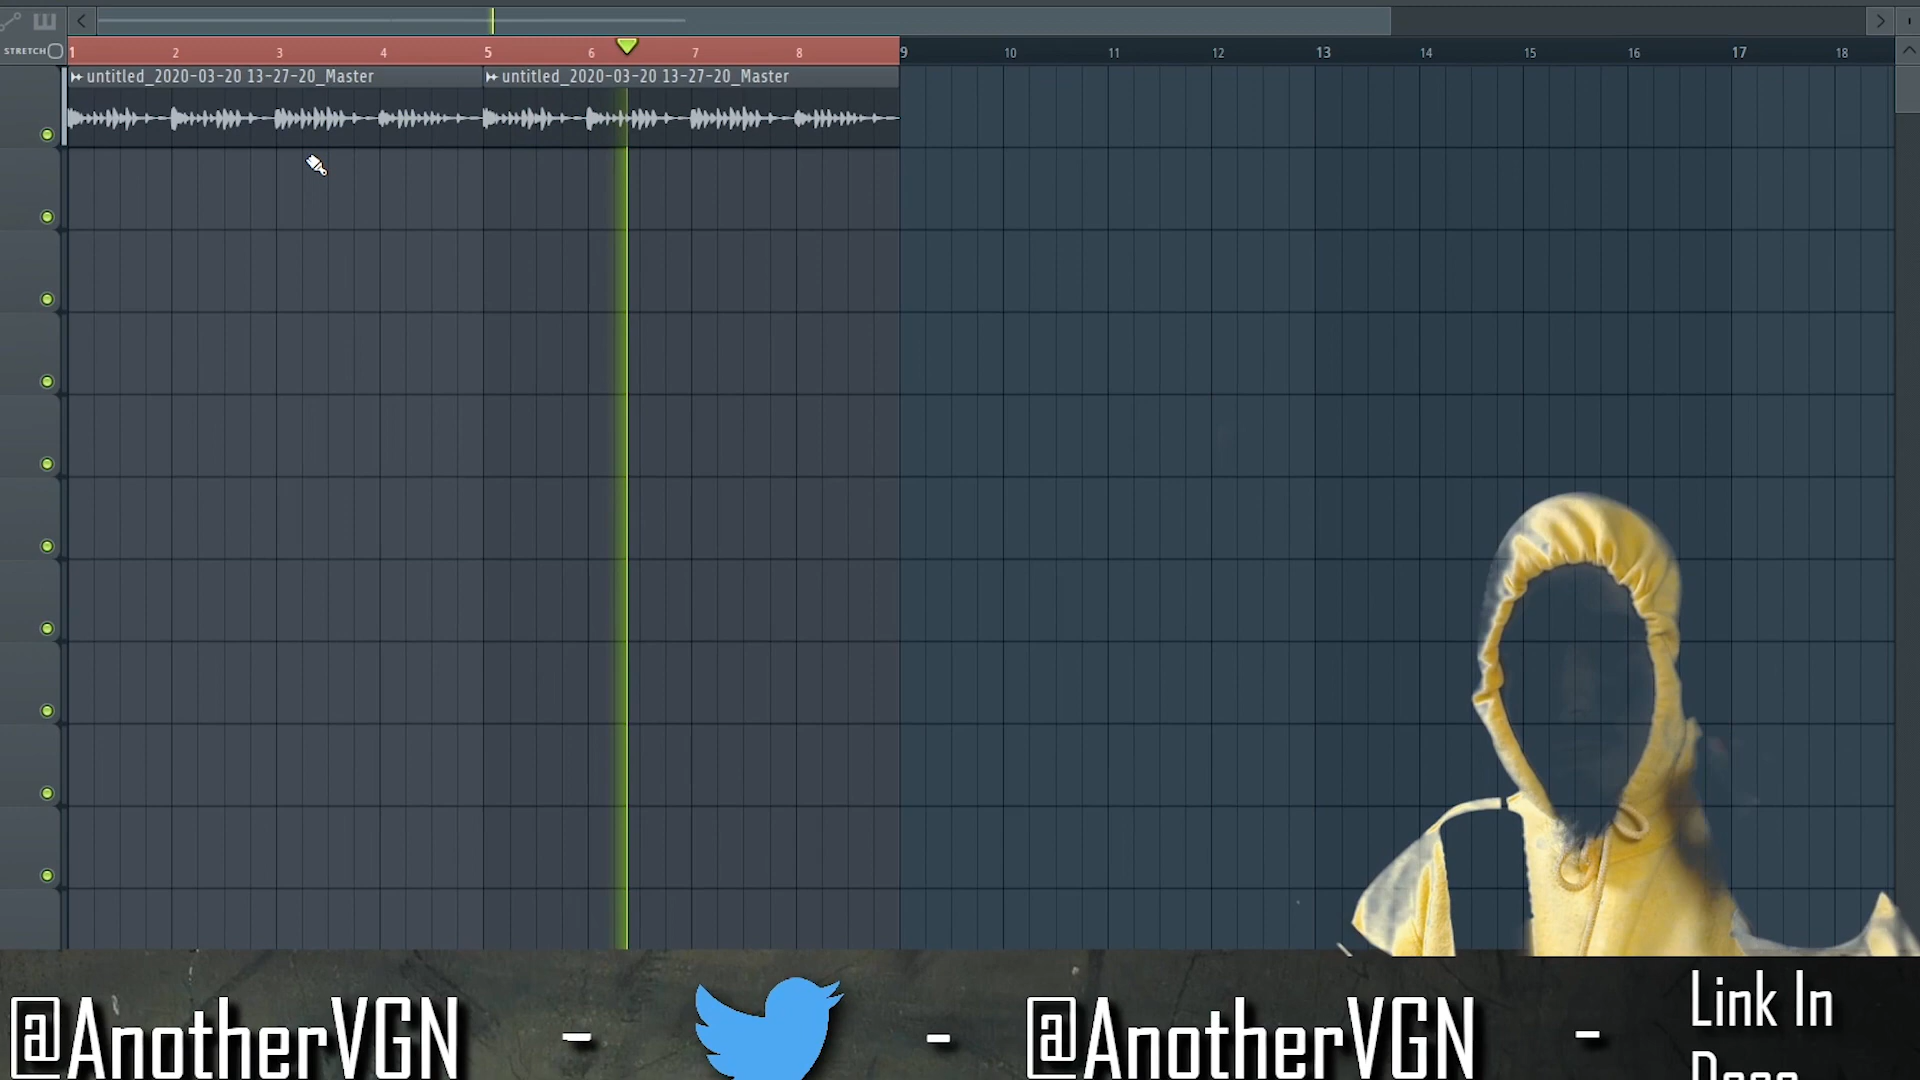 STRETCH
1 2 3 4 5 6 7 8 9 10 11 12 13 14 15 16 17 18
untitled_2020-03-20 13-27-20_Master untitled_2020-03-20 13-27-20_Master
@AnotherVGN - - @AnotherVGN - Link In